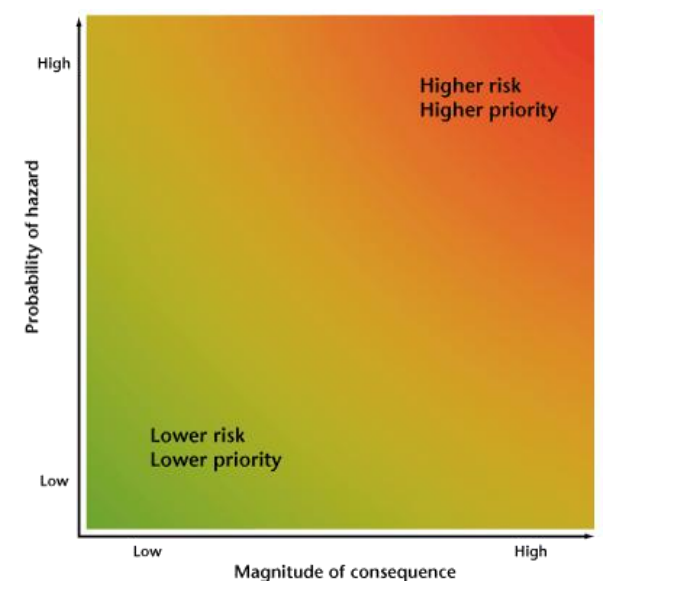 High
Higher risk
Higher priority
Probability of hazard
Lower risk
Lower priority
Low
Low
High
Magnitude of consequence